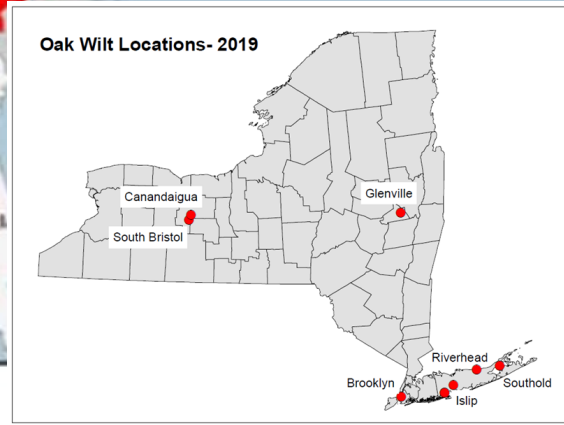 Oak Wilt Locations- 2019
Canandaigua
Glenville
South Bristol
Riverhead
Brooklyn
Southold
Islip